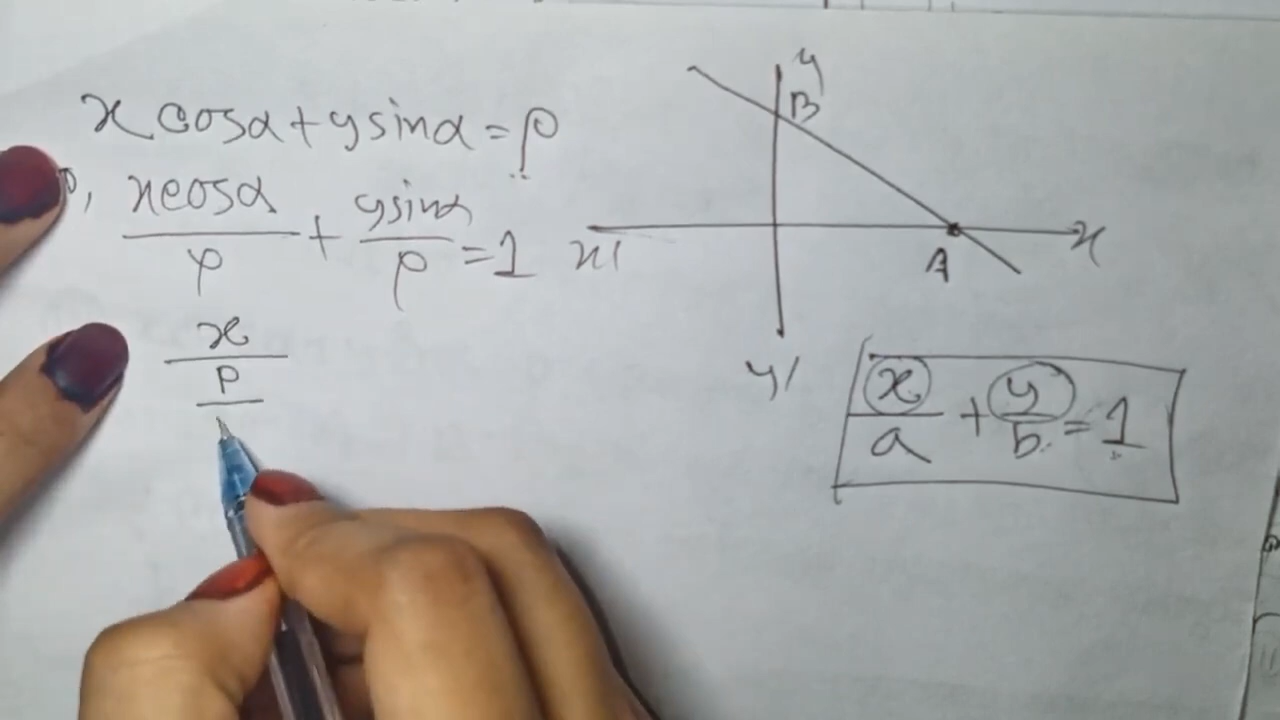 x cosα + y sinα = p
, x cosα / p + y sinα / p = 1
x / p /
y
B
x' A x
y'
x / a + y / b = 1